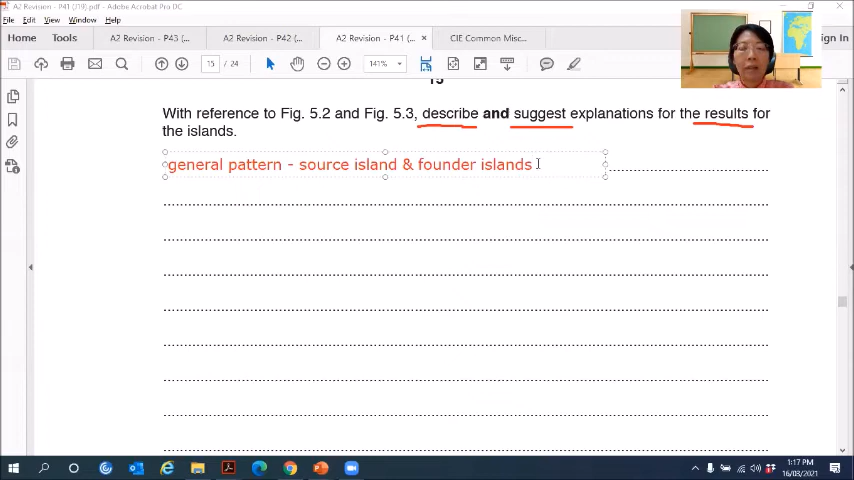 A2 Revision - P41 (J19).pdf - Adobe Acrobat Pro DC
File Edit View Window Help
Home Tools A2 Revision - P43 (... A2 Revision - P42 (... A2 Revision - P41 (... × CIE Common Misc... Sign In
15 / 24 141%
15
With reference to Fig. 5.2 and Fig. 5.3, describe and suggest explanations for the results for
the islands.
general pattern - source island & founder islands
1:17 PM
16/08/2021